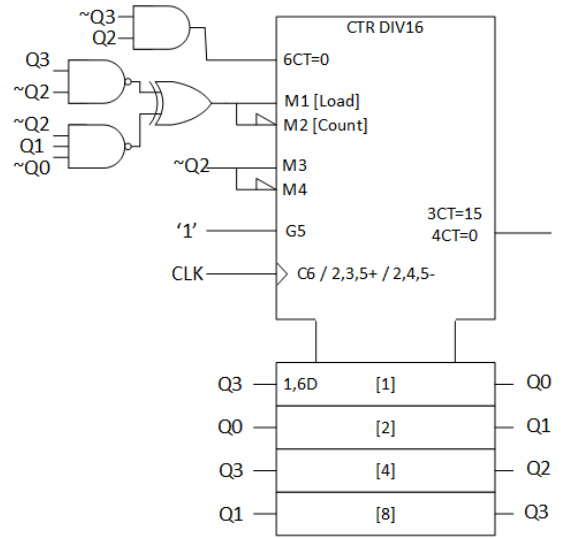 ~Q3
Q2
CTR DIV16
Q3
~Q2
6CT=0
M1 [Load]
M2 [Count]
~Q2
Q1
~Q0
~Q2
M3
M4
3CT=15
4CT=0
‘1’
G5
CLK
C6 / 2,3,5+ / 2,4,5-
Q3 1,6D [1] Q0
Q0 [2] Q1
Q3 [4] Q2
Q1 [8] Q3